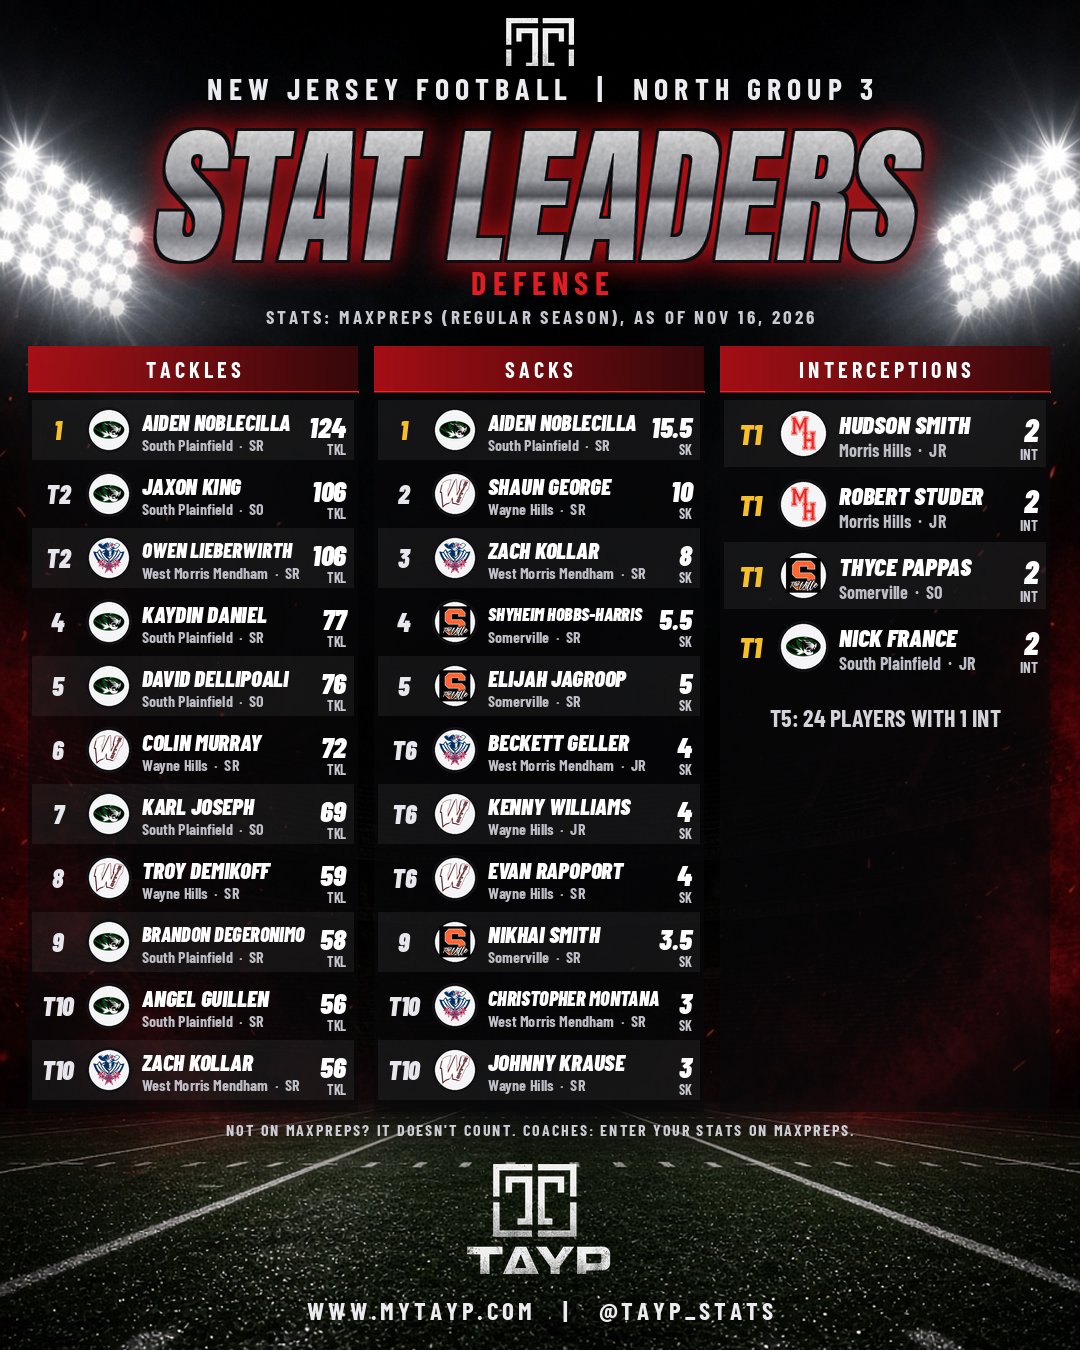 NEW JERSEY FOOTBALL | NORTH GROUP 3
STAT LEADERS
DEFENSE
STATS: MAXPREPS (REGULAR SEASON), AS OF NOV 16, 2026
TACKLES
1 AIDEN NOBLECILLA 124
South Plainfield · SR TKL
T2 JAXON KING 106
South Plainfield · SO TKL
T2 OWEN LIEBERWIRTH 106
West Morris Mendham · SR TKL
4 KAYDIN DANIEL 77
South Plainfield · SR TKL
5 DAVID DELLIPOALI 76
South Plainfield · SO TKL
6 COLIN MURRAY 72
Wayne Hills · SR TKL
7 KARL JOSEPH 69
South Plainfield · SO TKL
8 TROY DEMIKOFF 59
Wayne Hills · SR TKL
9 BRANDON DEGERONIMO 58
South Plainfield · SR TKL
T10 ANGEL GUILLEN 56
South Plainfield · SR TKL
T10 ZACH KOLLAR 56
West Morris Mendham · SR TKL
SACKS
1 AIDEN NOBLECILLA 15.5
South Plainfield · SR SK
2 SHAUN GEORGE 10
Wayne Hills · SR SK
3 ZACH KOLLAR 8
West Morris Mendham · SR SK
4 SHYHEIM HOBBS-HARRIS 5.5
Somerville · SR SK
5 ELIJAH JAGROOP 5
Somerville · SR SK
T6 BECKETT GELLER 4
West Morris Mendham · JR SK
T6 KENNY WILLIAMS 4
Wayne Hills · JR SK
T6 EVAN RAPOPORT 4
Wayne Hills · SR SK
9 NIKHAI SMITH 3.5
Somerville · SR SK
T10 CHRISTOPHER MONTANA 3
West Morris Mendham · SR SK
T10 JOHNNY KRAUSE 3
Wayne Hills · SR SK
INTERCEPTIONS
T1 MH HUDSON SMITH 2
Morris Hills · JR INT
T1 MH ROBERT STUDER 2
Morris Hills · JR INT
T1 S THYCE PAPPAS 2
Somerville · SO INT
T1 NICK FRANCE 2
South Plainfield · JR INT
T5: 24 PLAYERS WITH 1 INT
NOT ON MAXPREPS? IT DOESN'T COUNT. COACHES: ENTER YOUR STATS ON MAXPREPS.
TAYP
WWW.MYTAYP.COM | @TAYP_STATS